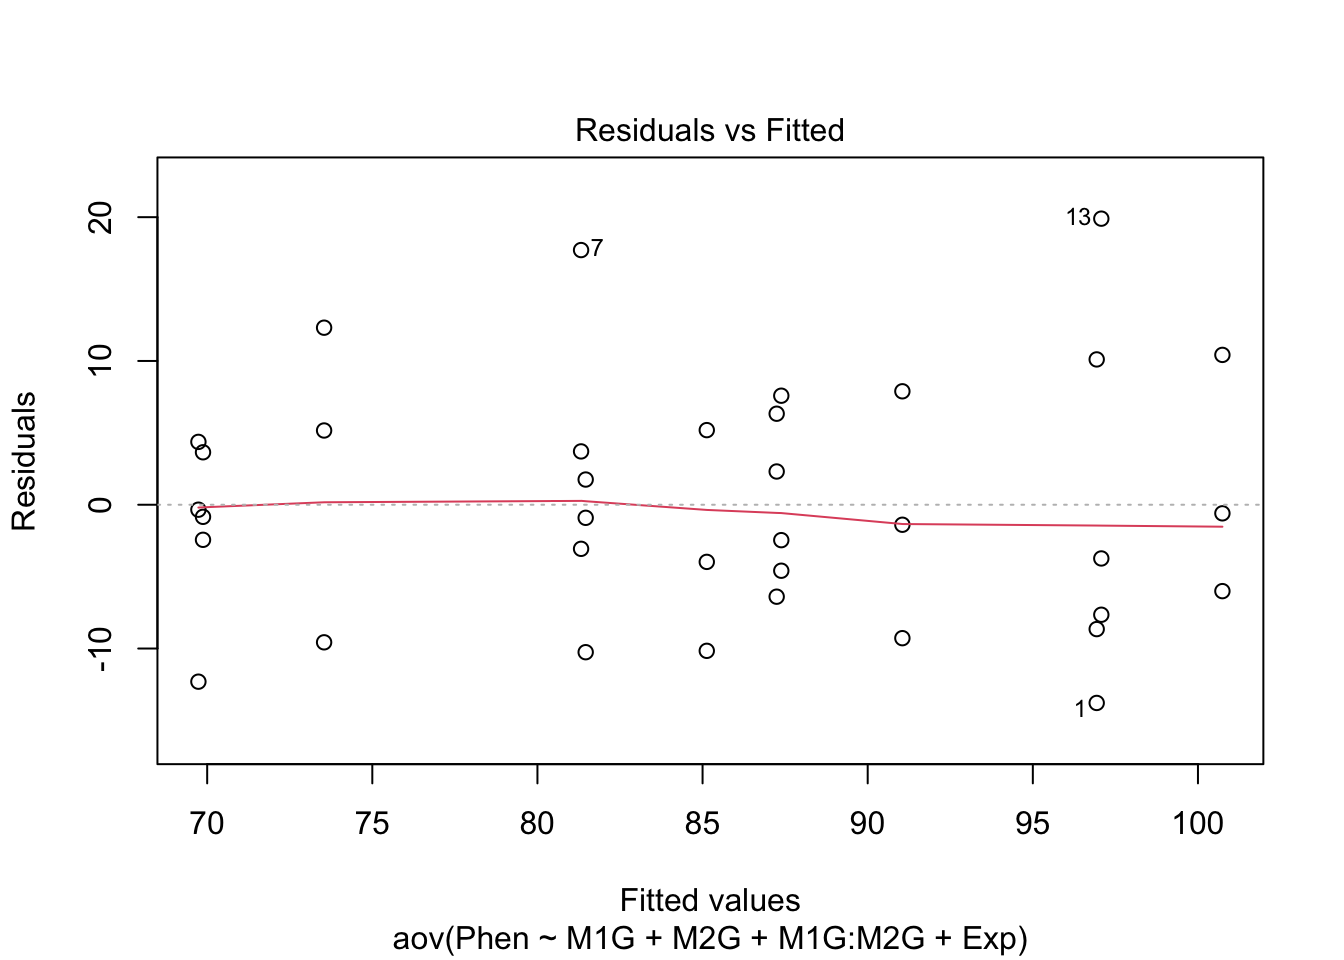 Residuals vs Fitted
Residuals
20
10
0
-10
13
7
1
70 75 80 85 90 95 100
Fitted values
aov(Phen ~ M1G + M2G + M1G:M2G + Exp)